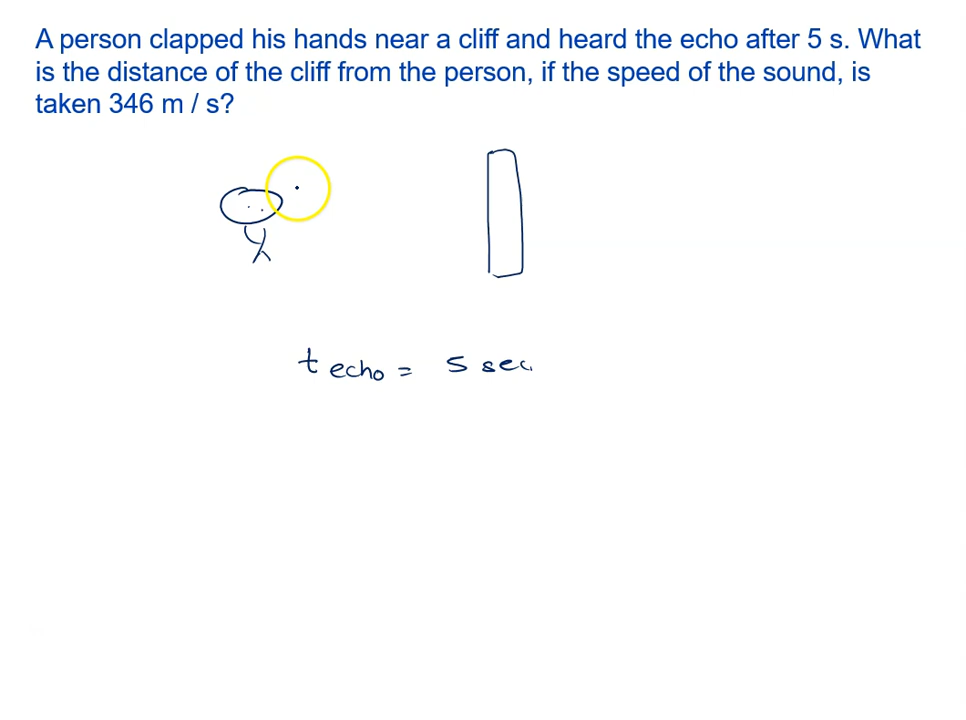 A person clapped his hands near a cliff and heard the echo after 5 s. What
is the distance of the cliff from the person, if the speed of the sound, is
taken 346 m / s?
t echo = 5 sec